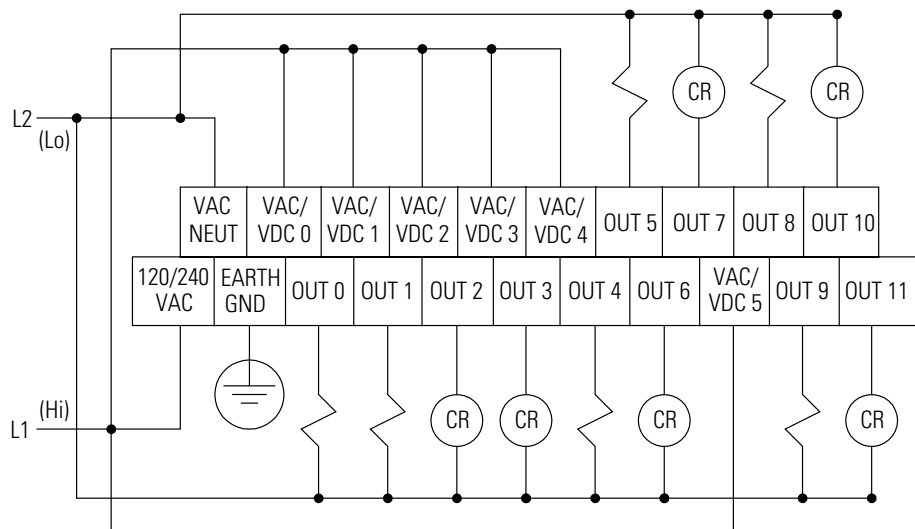 CR
CR
L2
(Lo)
VAC NEUT
VAC/ VDC 0
VAC/ VDC 1
VAC/ VDC 2
VAC/ VDC 3
VAC/ VDC 4
OUT 5
OUT 7
OUT 8
OUT 10
120/240 VAC
EARTH GND
OUT 0
OUT 1
OUT 2
OUT 3
OUT 4
OUT 6
VAC/ VDC 5
OUT 9
OUT 11
(Hi)
L1
CR
CR
CR
CR